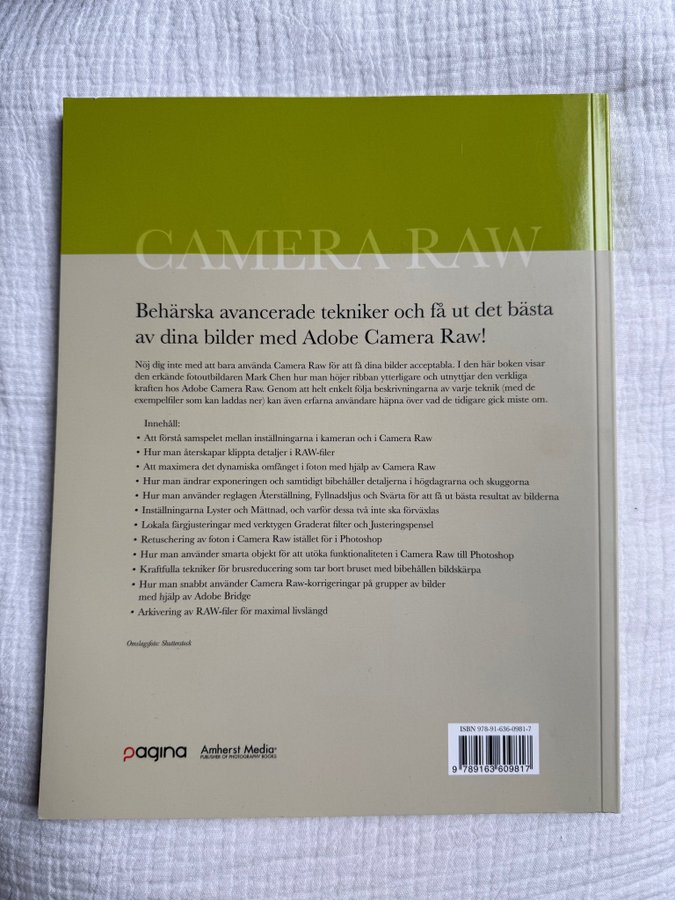 CAMERA RAW
Behärska avancerade tekniker och få ut det bästa
av dina bilder med Adobe Camera Raw!
Nöj dig inte med att bara använda Camera Raw för att få dina bilder acceptabla. I den här boken visar
den erkände fotoutbildaren Mark Chen hur man höjer ribban ytterligare och utnyttjar den verkliga
kraften hos Adobe Camera Raw. Genom att helt enkelt följa beskrivningarna av varje teknik (med de
exempelfiler som kan laddas ner) kan även erfarna användare häpna över vad de tidigare gick miste om.
Innehåll:
• Att förstå samspelet mellan inställningarna i kameran och i Camera Raw
• Hur man återskapar klippta detaljer i RAW-filer
• Att maximera det dynamiska omfånget i foton med hjälp av Camera Raw
• Hur man ändrar exponeringen och samtidigt bibehåller detaljerna i högdagrarna och skuggorna
• Hur man använder reglagen Återställning, Fyllnadsljus och Svärta för att få ut bästa resultat av bilderna
• Inställningarna Lyster och Mättnad, och varför dessa två inte ska förväxlas
• Lokala färgjusteringar med verktygen Graderat filter och Justeringspensel
• Retuschering av foton i Camera Raw istället för i Photoshop
• Hur man använder smarta objekt för att utöka funktionaliteten i Camera Raw till Photoshop
• Kraftfulla tekniker för brusreducering som tar bort bruset med bibehållen bildskärpa
• Hur man snabbt använder Camera Raw-korrigeringar på grupper av bilder
med hjälp av Adobe Bridge
• Arkivering av RAW-filer för maximal livslängd
Omslagsfoto: Shutterstock
pagina
Amherst Media®
PUBLISHER OF PHOTOGRAPHY BOOKS
ISBN 978-91-636-0981-7
9 789163 609817